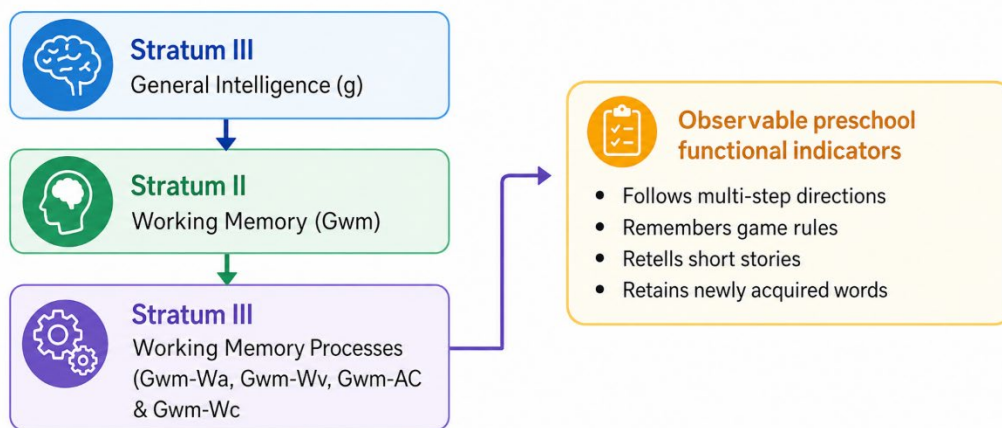 Stratum III
General Intelligence (g)
Stratum II
Working Memory (Gwm)
Stratum III
Working Memory Processes
(Gwm-Wa, Gwm-Wv, Gwm-AC
& Gwm-Wc
Observable preschool
functional indicators
• Follows multi-step directions
• Remembers game rules
• Retells short stories
• Retains newly acquired words